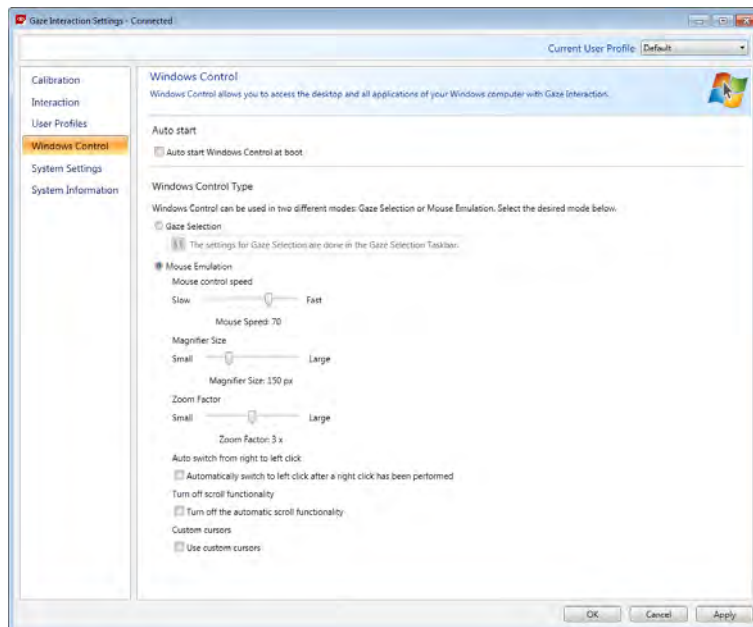 Gaze Interaction Settings - Connected
Current User Profile Default
Calibration
Interaction
User Profiles
Windows Control
System Settings
System Information
Windows Control
Windows Control allows you to access the desktop and all applications of your Windows computer with Gaze Interaction.
Auto start
Auto start Windows Control at boot
Windows Control Type
Windows Control can be used in two different modes: Gaze Selection or Mouse Emulation. Select the desired mode below.
Gaze Selection
The settings for Gaze Selection are done in the Gaze Selection Taskbar.
Mouse Emulation
Mouse control speed
Slow Fast
Mouse Speed: 70
Magnifier Size
Small Large
Magnifier Size: 150 px
Zoom Factor
Small Large
Zoom Factor: 3 x
Auto switch from right to left click
Automatically switch to left click after a right click has been performed
Turn off scroll functionality
Turn off the automatic scroll functionality
Custom cursors
Use custom cursors
OK Cancel Apply